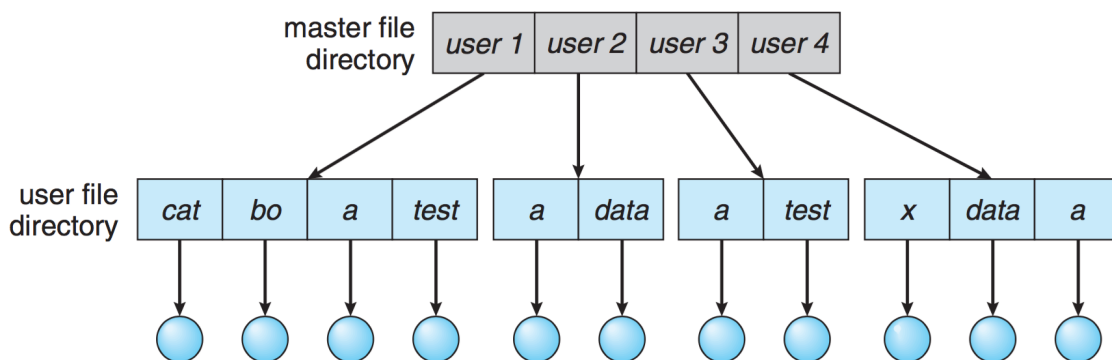 master file
directory
user 1 user 2 user 3 user 4
user file
directory
cat bo a test a data a test x data a